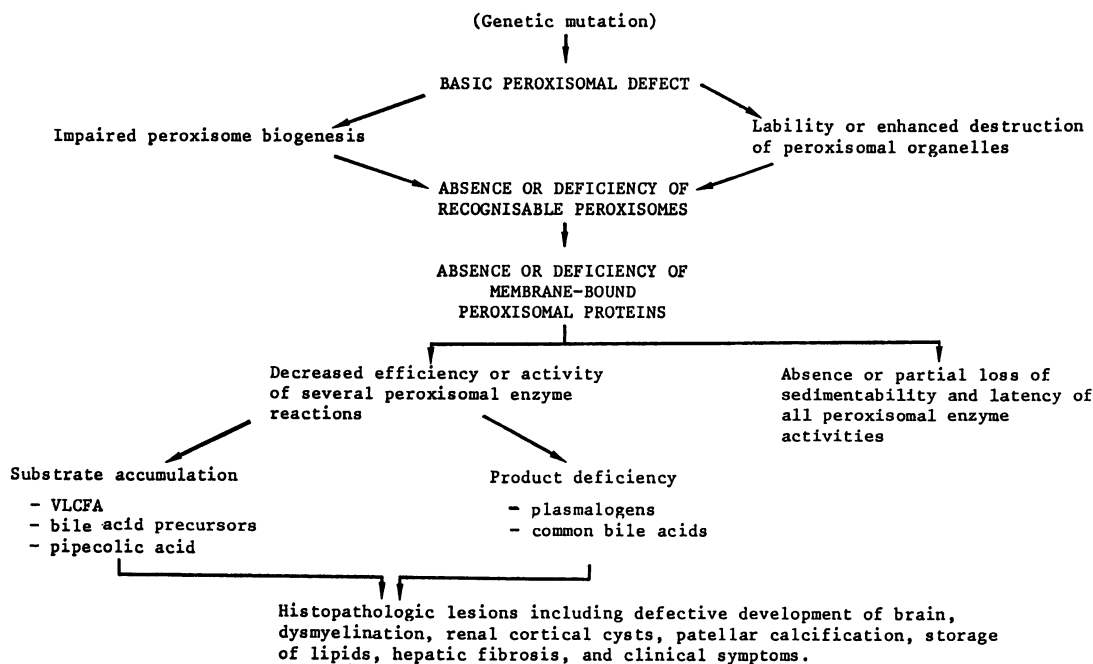 (Genetic mutation)
BASIC PEROXISOMAL DEFECT
Impaired peroxisome biogenesis
Lability or enhanced destruction
of peroxisomal organelles
ABSENCE OR DEFICIENCY OF
RECOGNISABLE PEROXISOMES
ABSENCE OR DEFICIENCY OF
MEMBRANE-BOUND
PEROXISOMAL PROTEINS
Decreased efficiency or activity
of several peroxisomal enzyme
reactions
Absence or partial loss of
sedimentability and latency of
all peroxisomal enzyme
activities
Substrate accumulation
- VLCFA
- bile acid precursors
- pipecolic acid
Product deficiency
- plasmalogens
- common bile acids
Histopathologic lesions including defective development of brain,
dysmyelination, renal cortical cysts, patellar calcification, storage
of lipids, hepatic fibrosis, and clinical symptoms.